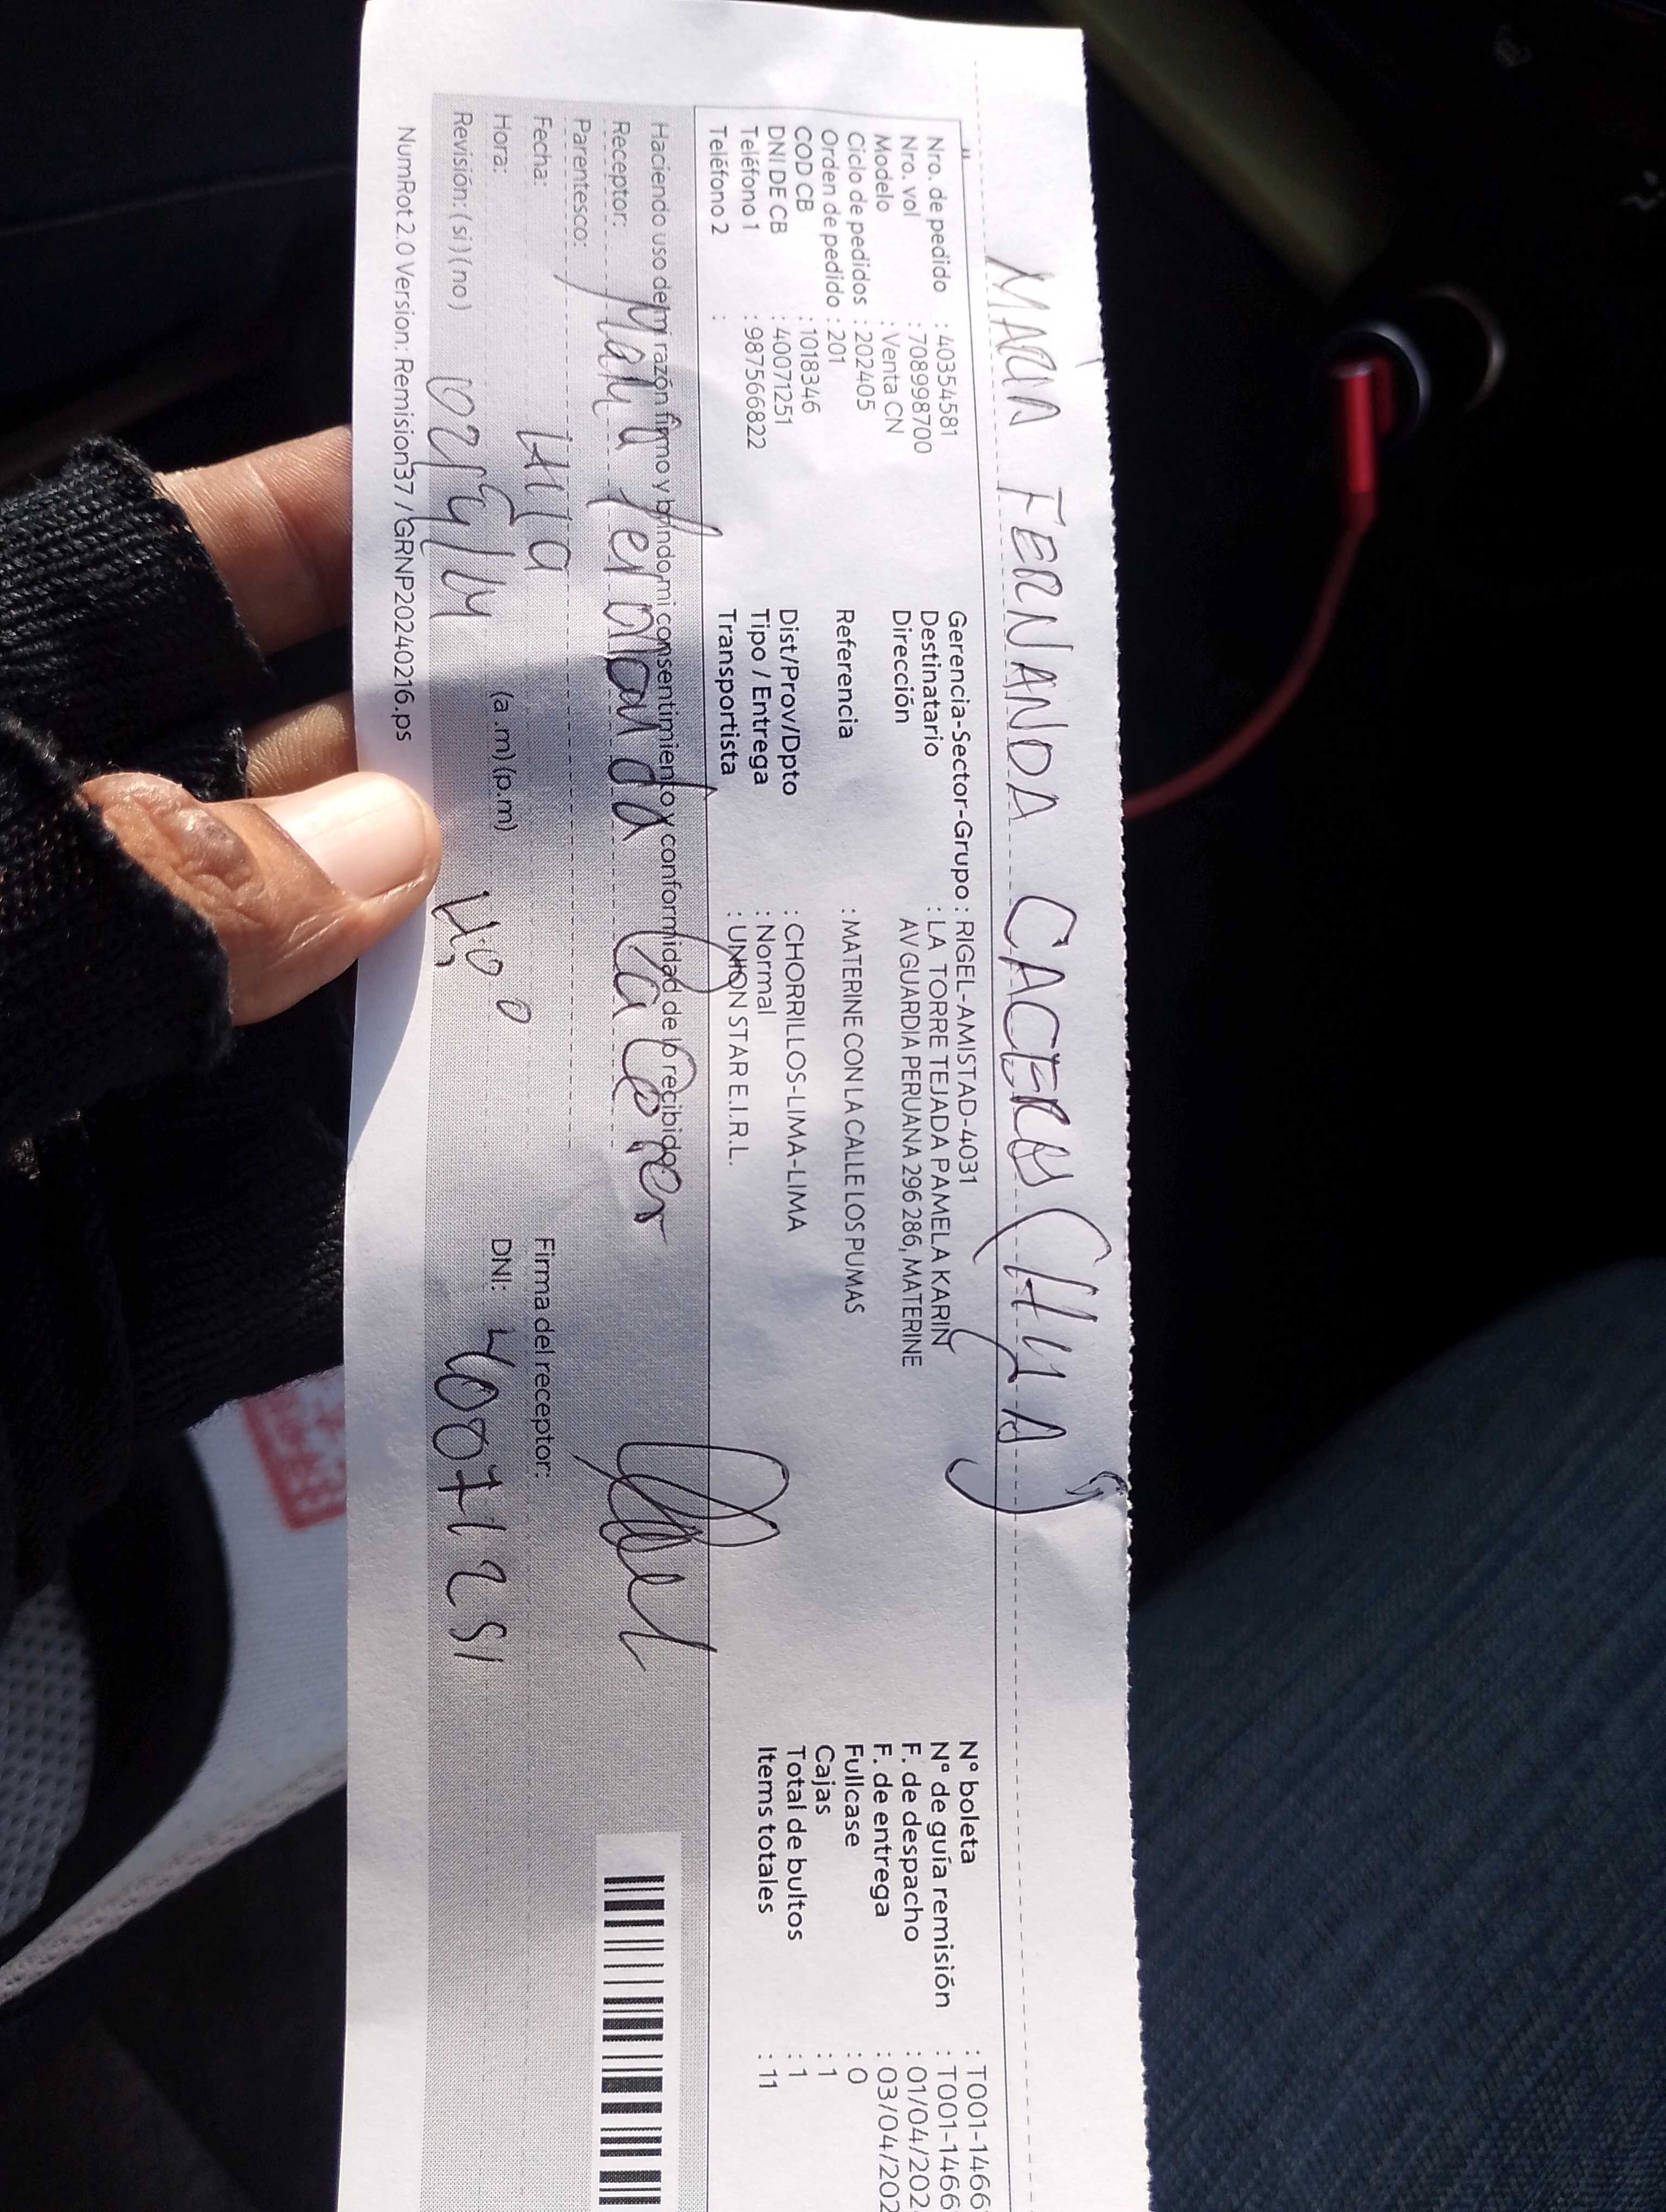 MARIA FERNANDA CACERES (HIJA)
Nro. de pedido : 40354581
Nro. vol : 7089998700
Modelo : Venta CN
Ciclo de pedidos : 202405
Orden de pedido : 201
COD CB : 1018346
DNI DE CB : 40071251
Teléfono 1 : 987566822
Teléfono 2 :
Gerencia-Sector-Grupo : RIGEL-AMISTAD-4031
Destinatario : LA TORRE TEJADA PAMELA KARIN
Dirección AV GUARDIA PERUANA 296 286, MATERINE
Referencia : MATERINE CON LA CALLE LOS PUMAS
Dist/Prov/Dpto : CHORRILLOS-LIMA-LIMA
Tipo / Entrega : Normal
Transportista : UNION STAR E.I.R.L.
N° boleta : T001-1466
Nª de guía remisión : T001-1466
F. de despacho : 01/04/202
F. de entrega : 03/04/202
Fullcase : 0
Cajas : 1
Total de bultos : 1
Items totales : 11
Haciendo uso de mi razón firmo y brindo mi consentimiento y conformidad de lo recibido
Receptor: Maria Fernanda
Parentesco: Hija
Fecha: 02/4/
Hora: (a .m) (p.m)
Revisión: (si) (no)
Firma del receptor:
DNI: 40071251
NumRot 2.0 Version: Remision37 / GRNP20240216.ps